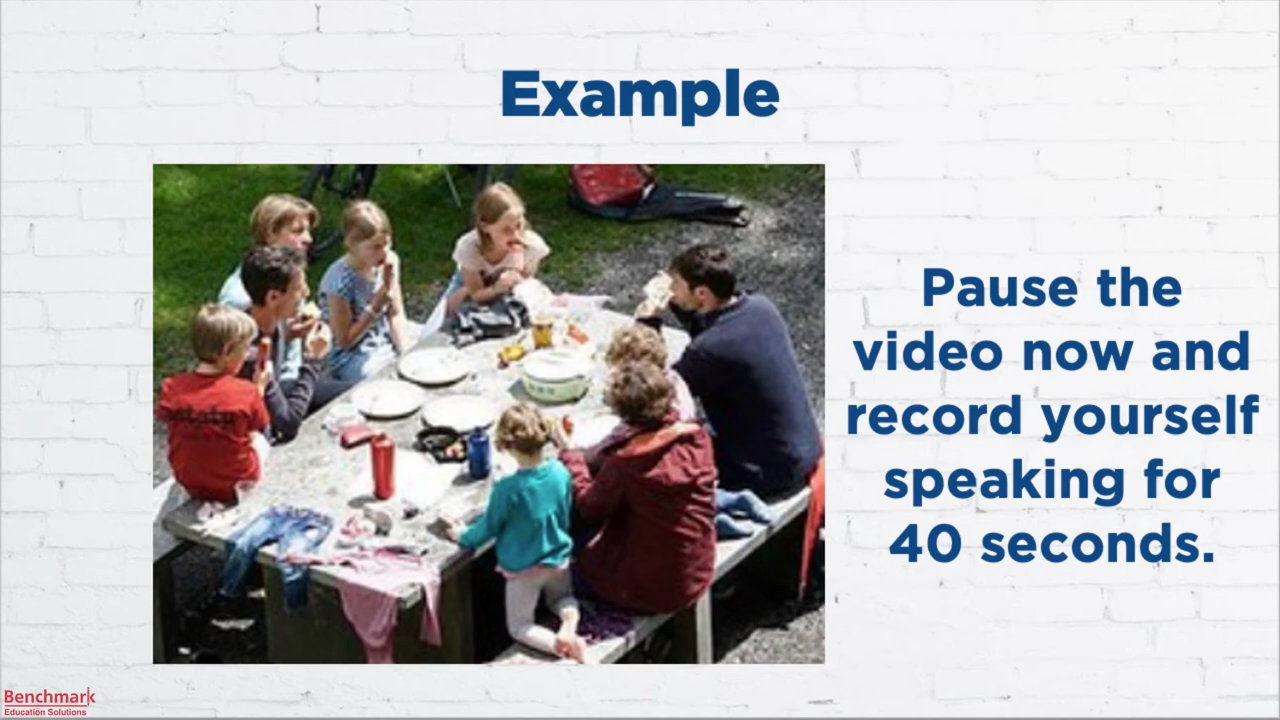 Example
Pause the
video now and
record yourself
speaking for
40 seconds.
Benchmark
Education Solutions